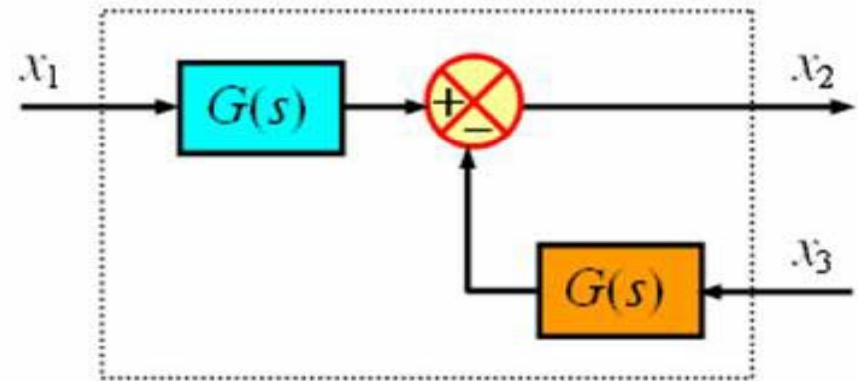 x₁
G(s)
+
−
x₂
G(s)
x₃